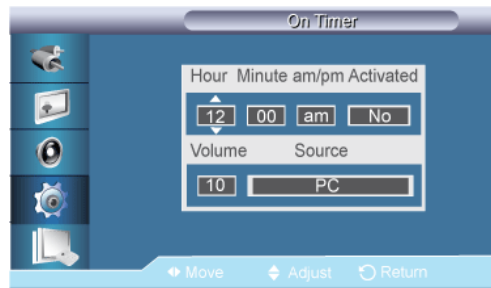 On Timer
Hour Minute am/pm Activated
12 00 am No
Volume Source
10 PC
Move Adjust Return